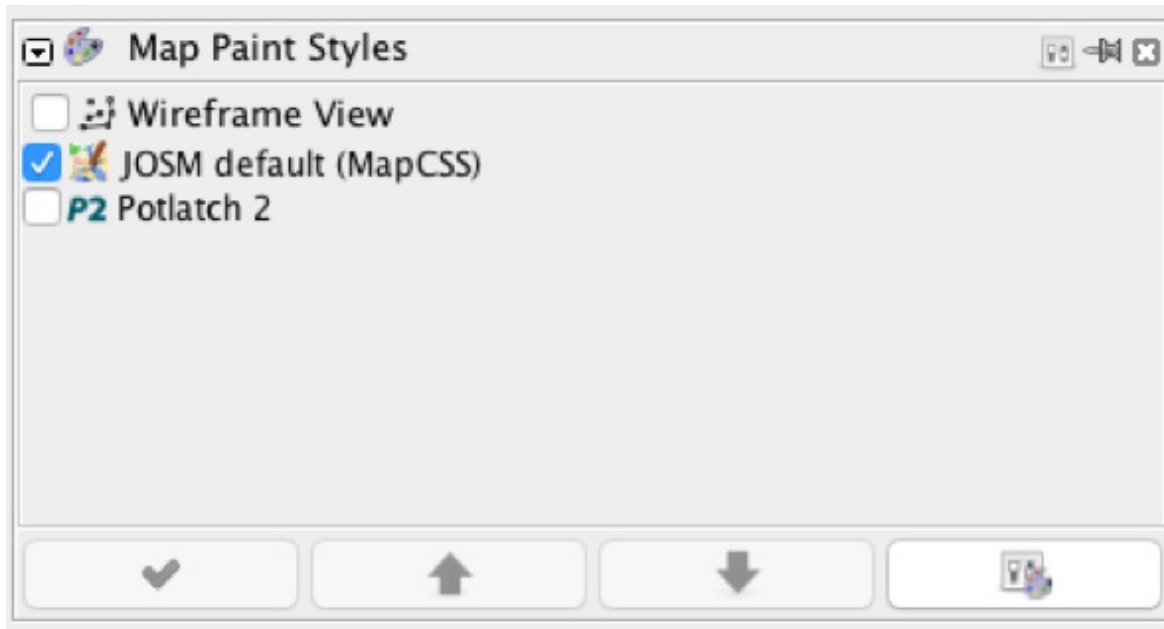 Map Paint Styles
Wireframe View
JOSM default (MapCSS)
P2 Potlatch 2